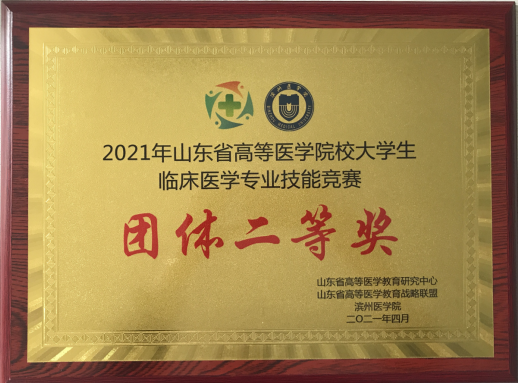 2021年山东省高等医学院校大学生
临床医学专业技能竞赛
团体二等奖
山东省高等医学教育研究中心
山东省高等医学教育战略联盟
滨州医学院
二〇二一年四月